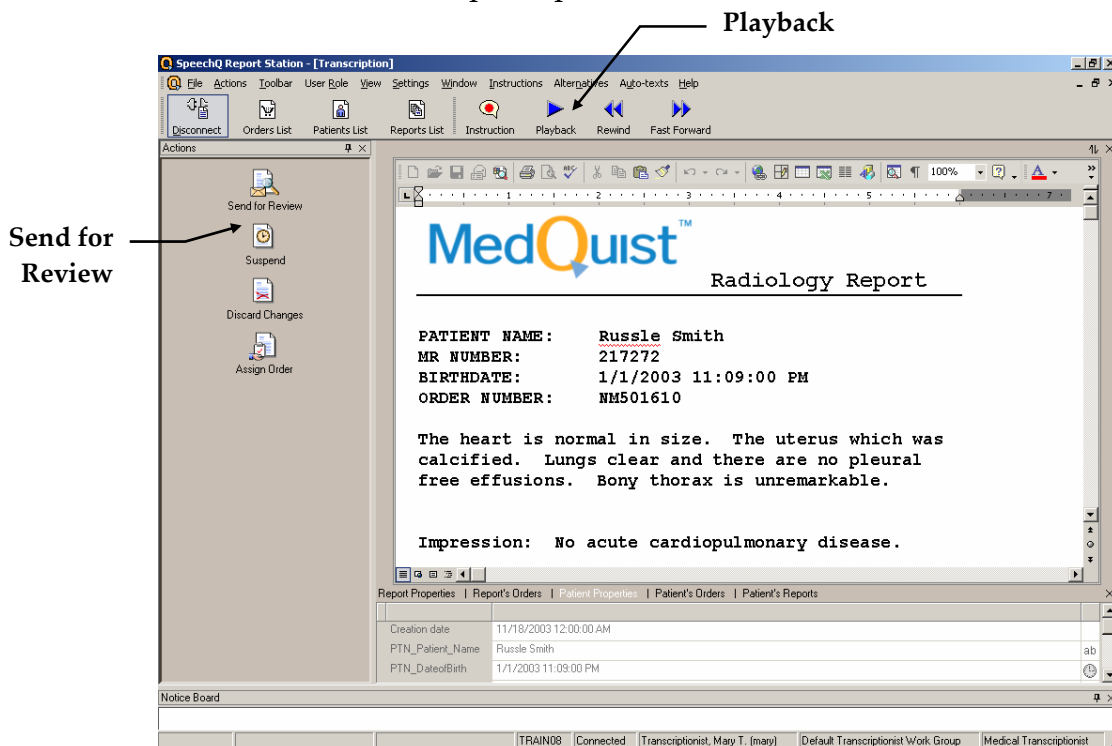 Playback
SpeechQ Report Station - [Transcription]
File Actions Toolbar User Role View Settings Window Instructions Alternatives Auto-texts Help
Disconnect Orders List Patients List Reports List Instruction Playback Rewind Fast Forward
Actions
Send for Review
Suspend
Discard Changes
Assign Order
Send for
Review
100%
1 2 3 4 5 7
MedQuist™
Radiology Report
PATIENT NAME: Russle Smith
MR NUMBER: 217272
BIRTHDATE: 1/1/2003 11:09:00 PM
ORDER NUMBER: NM501610
The heart is normal in size. The uterus which was
calcified. Lungs clear and there are no pleural
free effusions. Bony thorax is unremarkable.
Impression: No acute cardiopulmonary disease.
Report Properties | Report's Orders | Patient Properties | Patient's Orders | Patient's Reports
Creation date 11/18/2003 12:00:00 AM
PTN_Patient_Name Russle Smith ab
PTN_DateofBirth 1/1/2003 11:09:00 PM
Notice Board
TRAIN08 Connected Transcriptionist, Mary T. (mary) Default Transcriptionist Work Group Medical Transcriptionist